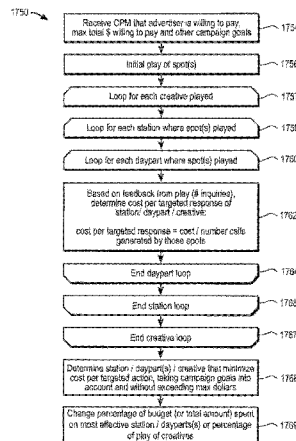 1750
Receive CPM that advertiser is willing to pay,
max total $ willing to pay and other campaign goals
1754
Initial play of spot(s)
1756
Loop for each creative played
1757
Loop for each station where spot(s) played
1758
Loop for each daypart where spot(s) played
1760
Based on feedback from play (# inquiries),
determine cost per targeted response of
station/ daypart / creative:
cost per targeted response = cost / number calls
generated by those spots
1762
End daypart loop
1764
End station loop
1766
End creative loop
1767
Determine station / daypart(s) / creative that minimize
cost per targeted action, taking campaign goals into
account and without exceeding max dollars
1768
Change percentage of budget (or total amount) spent
on most effective station / dayparts(s) or percentage
of play of creatives
1769